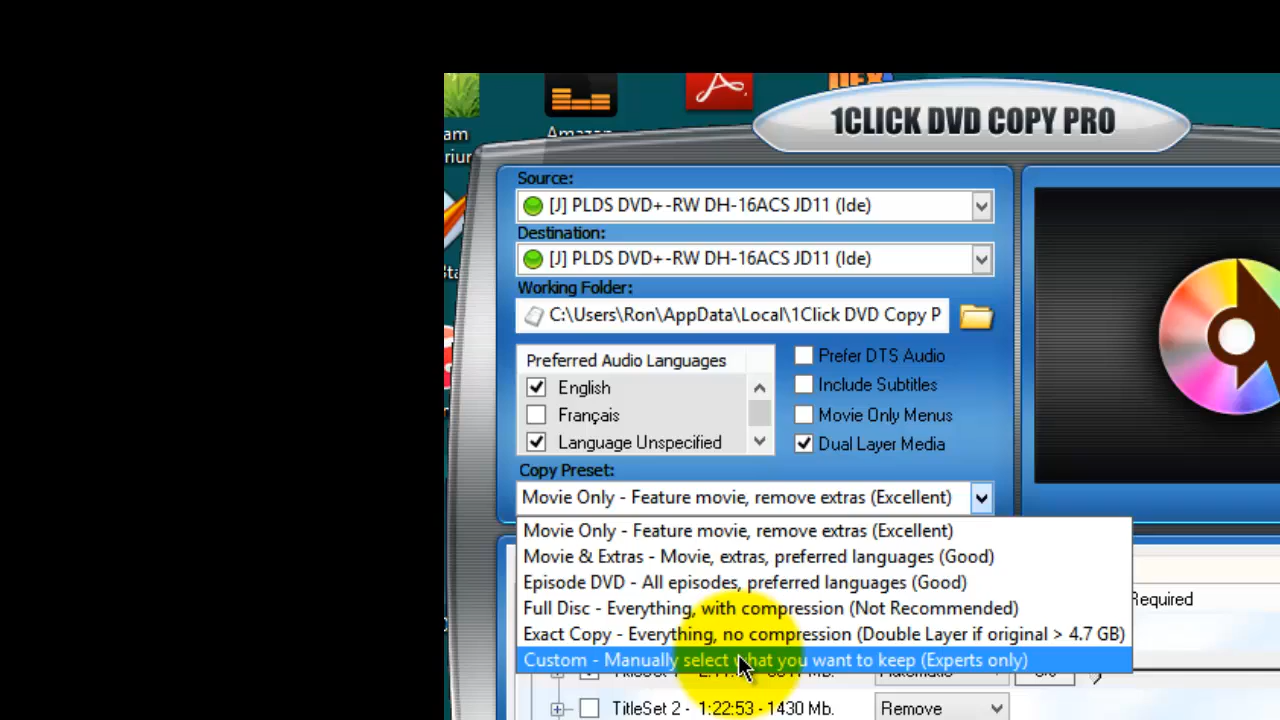 am
rium
Amazon
1CLICK DVD COPY PRO
Source:
[J] PLDS DVD+-RW DH-16ACS JD11 (Ide)
Destination:
[J] PLDS DVD+-RW DH-16ACS JD11 (Ide)
Working Folder:
C:\Users\Ron\AppData\Local\1Click DVD Copy P
Preferred Audio Languages
English
Français
Language Unspecified
Prefer DTS Audio
Include Subtitles
Movie Only Menus
Dual Layer Media
Copy Preset:
Movie Only - Feature movie, remove extras (Excellent)
Movie Only - Feature movie, remove extras (Excellent)
Movie & Extras - Movie, extras, preferred languages (Good)
Episode DVD - All episodes, preferred languages (Good)
Full Disc - Everything, with compression (Not Recommended)
Exact Copy - Everything, no compression (Double Layer if original > 4.7 GB)
Custom - Manually select what you want to keep (Experts only)
Required
TitleSet 2 - 1:22:53 - 1430 Mb.
Remove